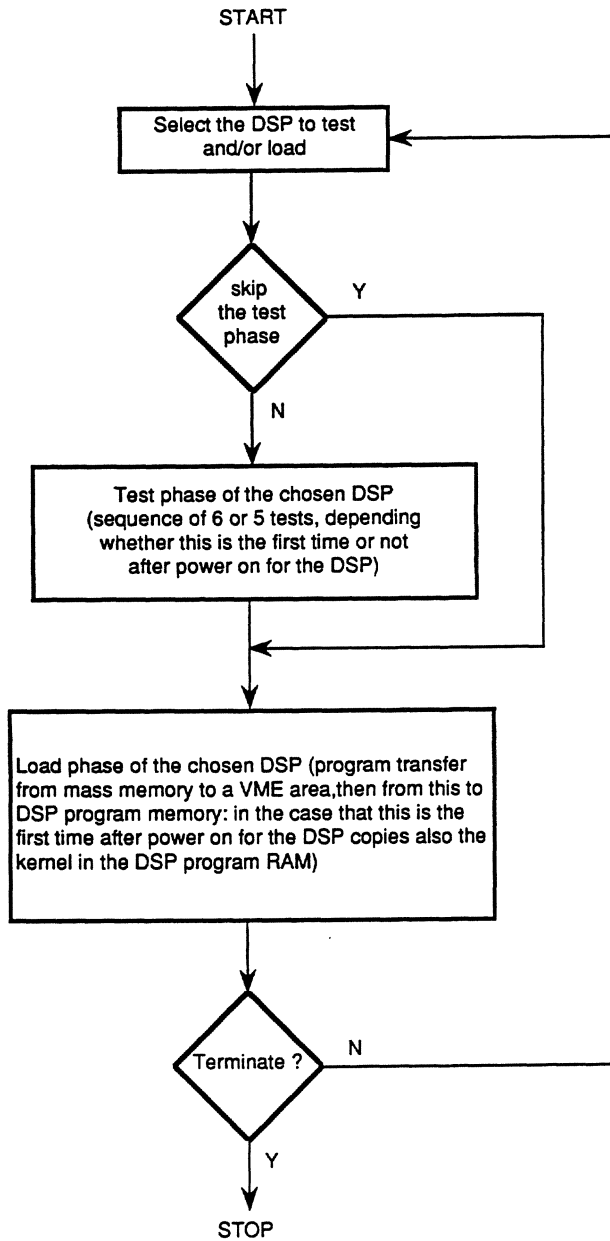 START
Select the DSP to test
and/or load
skip
the test
phase
Y
N
Test phase of the chosen DSP
(sequence of 6 or 5 tests, depending
whether this is the first time or not
after power on for the DSP)
Load phase of the chosen DSP (program transfer
from mass memory to a VME area,then from this to
DSP program memory: in the case that this is the
first time after power on for the DSP copies also the
kernel in the DSP program RAM)
Terminate ?
N
Y
STOP